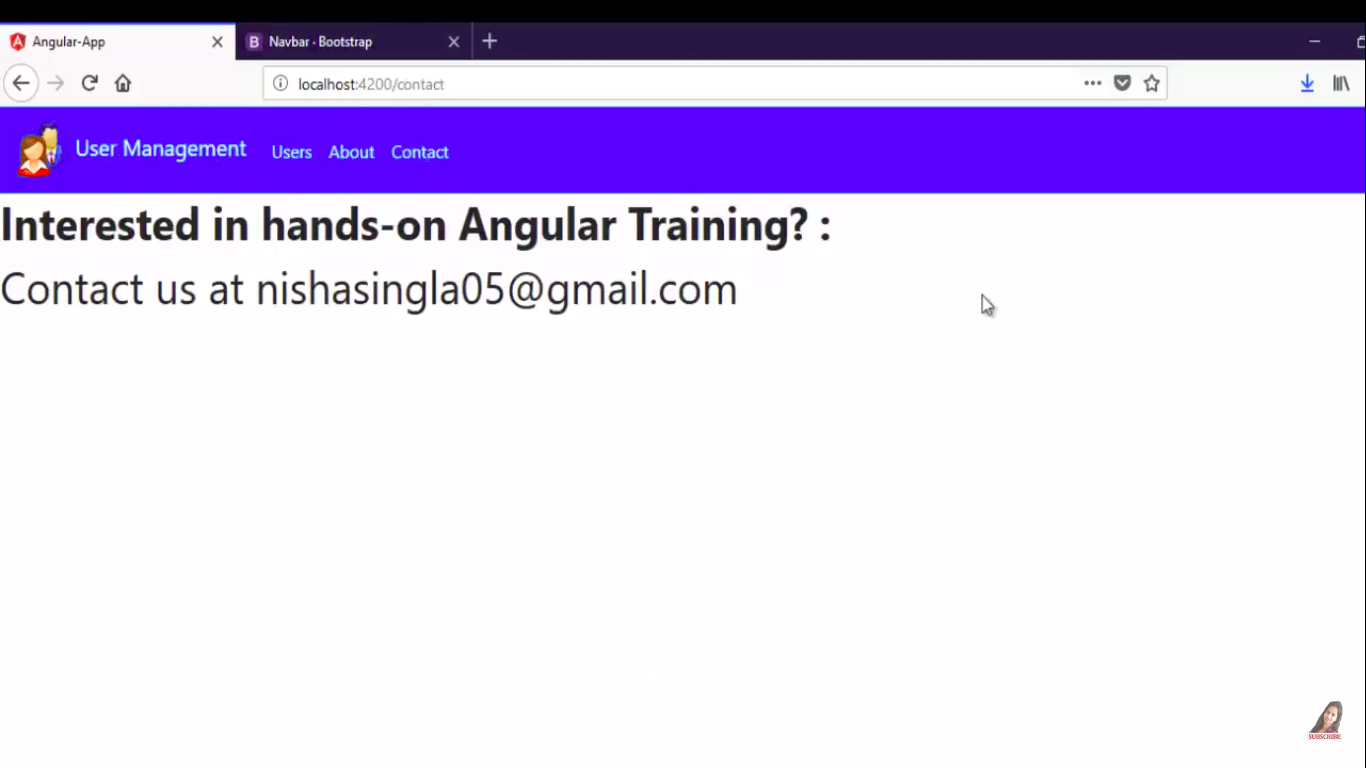 Angular-App
Navbar · Bootstrap
localhost:4200/contact
User Management Users About Contact
Interested in hands-on Angular Training? :
Contact us at nishasingla05@gmail.com
SUBSCRIBE